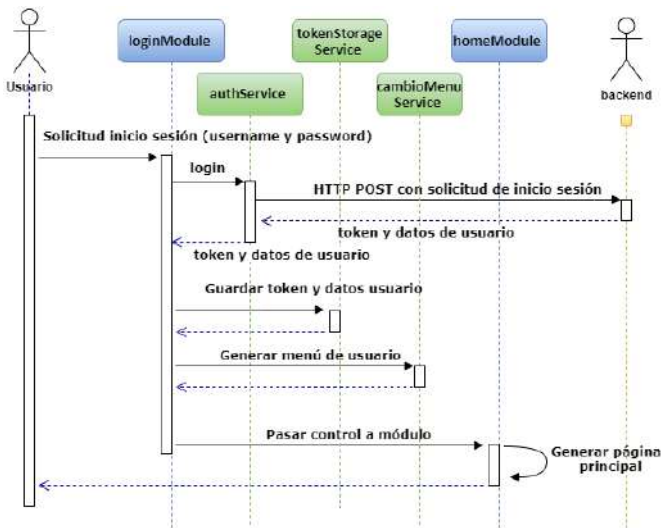 tokenStorage
Service
loginModule
homeModule
authService
cambioMenu
Service
Usuario
backend
Solicitud inicio sesión (username y password)
login
HTTP POST con solicitud de inicio sesión
token y datos de usuario
token y datos de usuario
Guardar token y datos usuario
Generar menú de usuario
Pasar control a módulo
Generar página
principal